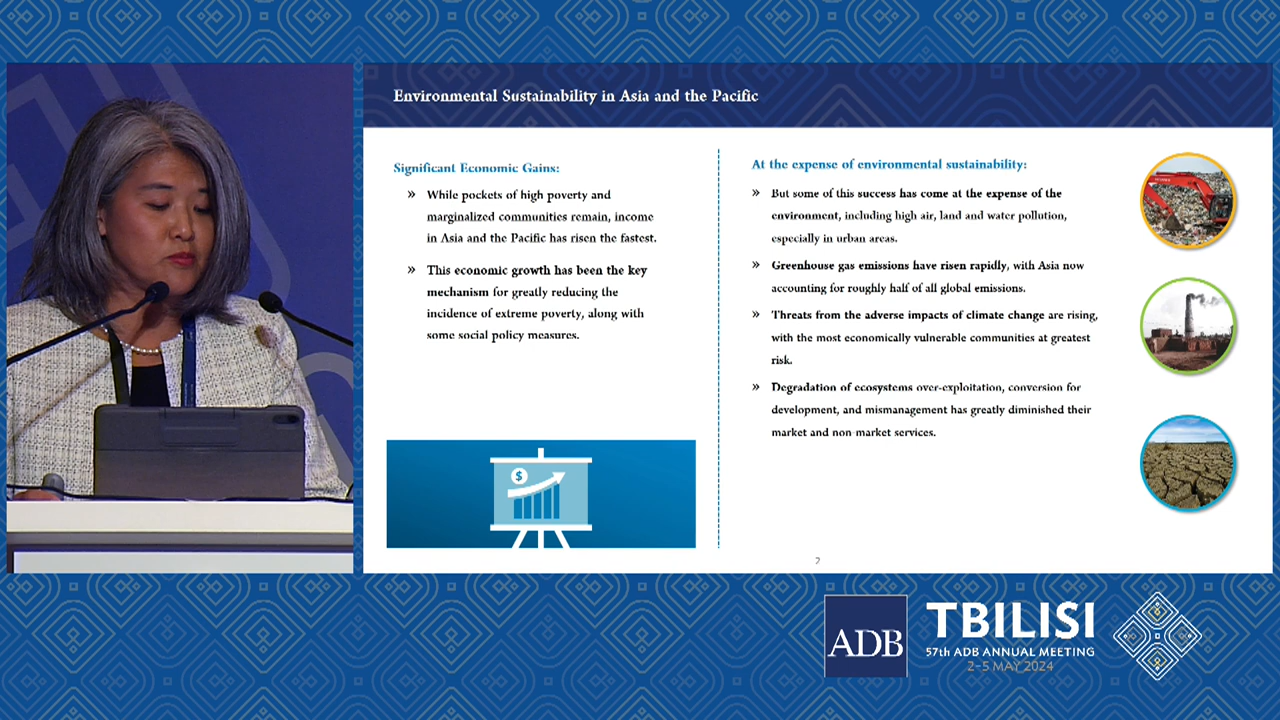 Environmental Sustainability in Asia and the Pacific
Significant Economic Gains:
» While pockets of high poverty and
marginalized communities remain, income
in Asia and the Pacific has risen the fastest.
» This economic growth has been the key
mechanism for greatly reducing the
incidence of extreme poverty, along with
some social policy measures.
$
At the expense of environmental sustainability:
» But some of this success has come at the expense of the
environment, including high air, land and water pollution,
especially in urban areas.
» Greenhouse gas emissions have risen rapidly, with Asia now
accounting for roughly half of all global emissions.
» Threats from the adverse impacts of climate change are rising,
with the most economically vulnerable communities at greatest
risk.
» Degradation of ecosystems over-exploitation, conversion for
development, and mismanagement has greatly diminished their
market and non-market services.
2
ADB
TBILISI
57th ADB ANNUAL MEETING
2-5 MAY 2024